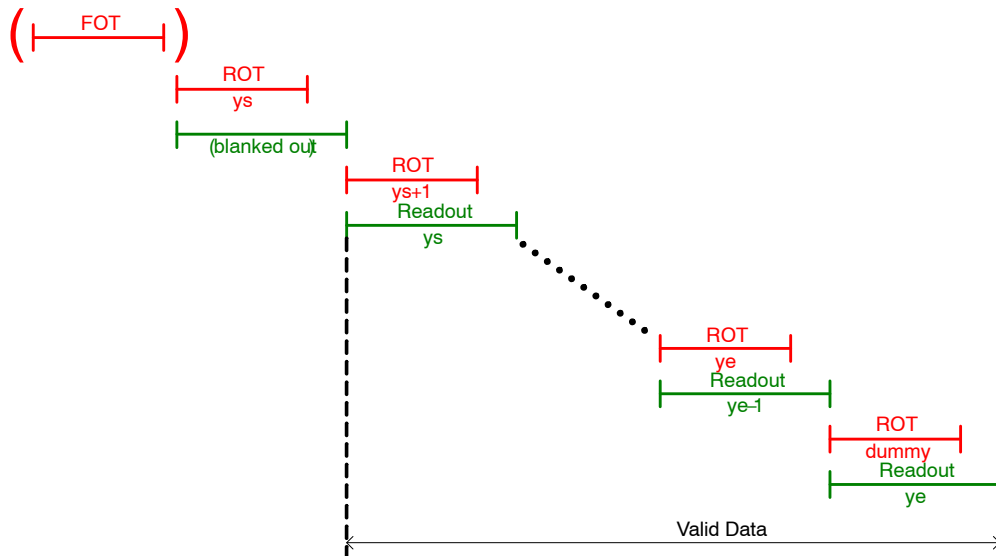 ( FOT )
ROT
ys
(blanked out)
ROT
ys+1
Readout
ys
ROT
ye
Readout
ye–1
ROT
dummy
Readout
ye
Valid Data